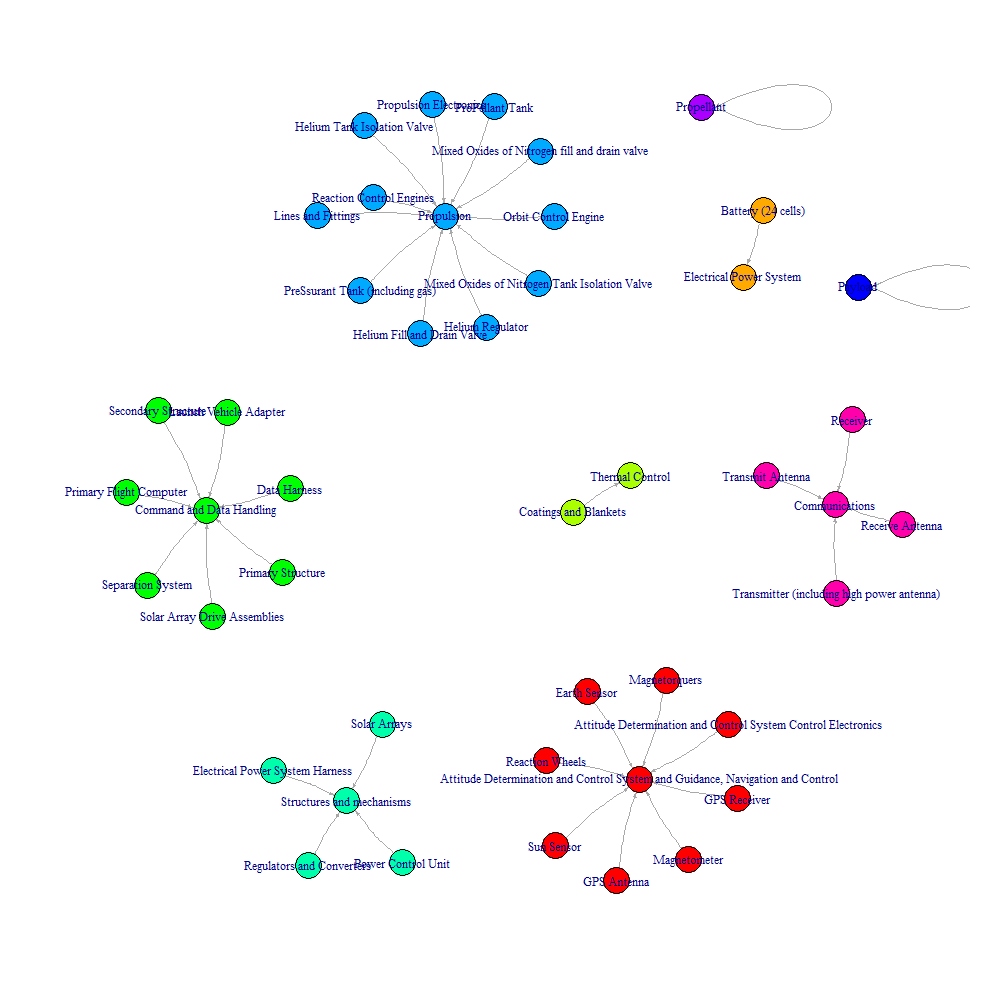 Propulsion Electronics
ProPellant Tank
Propellant
Helium Tank Isolation Valve
Mixed Oxides of Nitrogen fill and drain valve
Reaction Control Engines
Lines and Fittings
Propulsion
Orbit Control Engine
Battery (24 cells)
Electrical Power System
PreSsurant Tank (including gas)
Mixed Oxides of Nitrogen Tank Isolation Valve
Payload
Helium Fill and Drain Valve
Helium Regulator
Secondary Structure
Launch Vehicle Adapter
Receiver
Primary Flight Computer
Data Harness
Command and Data Handling
Thermal Control
Coatings and Blankets
Transmit Antenna
Communications
Receive Antenna
Separation System
Primary Structure
Solar Array Drive Assemblies
Transmitter (including high power antenna)
Earth Sensor
Magnetorquers
Solar Arrays
Attitude Determination and Control System Control Electronics
Electrical Power System Harness
Reaction Wheels
Attitude Determination and Control System and Guidance, Navigation and Control
Structures and mechanisms
GPS Receiver
Regulators and Converters
Power Control Unit
Sun Sensor
Magnetometer
GPS Antenna